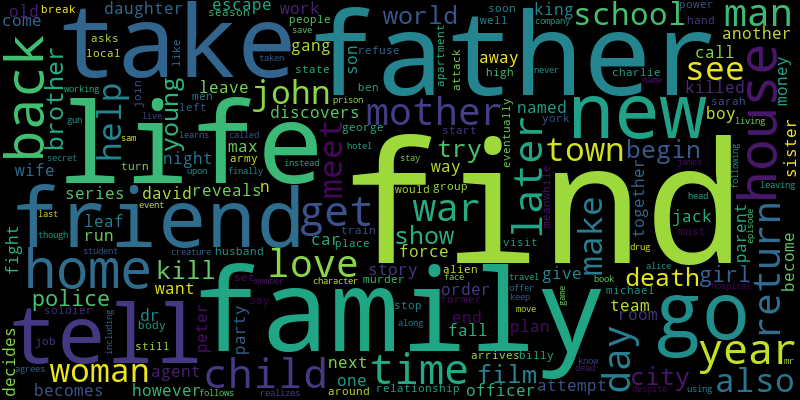 old
break
daughter
escape
season
work
people
save
king
school
man
power
hand
soon
well
using
come
take
father
world
asks
local
gang
son
company
another
call
back
brother
working
gun
state
refuse
apartment
attack
away
high
see
money
never
charlie
young
like
taken
ben
house
help
join
men
left
leave
john
mother
named
killed
sarah
boy
living
discovers
new
york
life
prison
live
learns
called
max
george
meet
try
eventually
start
town
begin
sister
wife
sam
army
hotel
way
night
turn
secret
upon
finally
instead
stay
james
following
series
david
reveals
n
would
group
later
meanwhile
find
together
leaving
last
event
friend
get
war
visit
make
jack
head
parent
episode
must
though
leaf
run
car
train
place
show
force
return
fight
student
creature
husband
love
story
alien
face
travel
offer
give
drug
death
girl
become
home
kill
want
set
member
character
murder
order
former
keep
book
game
alice
hospital
michael
team
police
soldier
dr
body
peter
party
say
family
stop
along
end
fall
move
plan
room
go
job
tell
including
still
next
arrives
billy
day
know
dead
year
decides
agrees
woman
agent
child
one
time
film
officer
city
also
mr
becomes
however
follows
realizes
around
relationship
attempt
despite
name